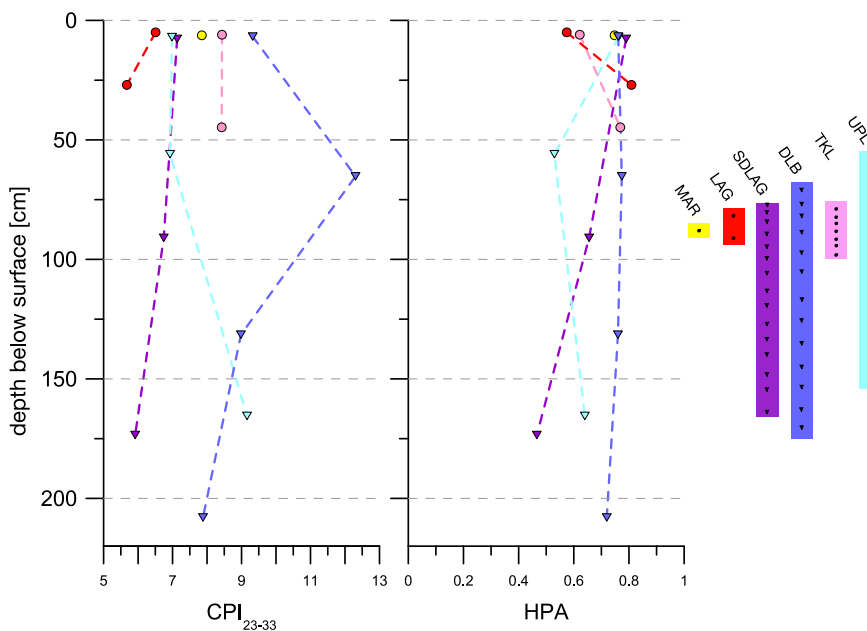 0
50
100
150
200
depth below surface [cm]
5 7 9 11 13
CPI23-33
0 0.2 0.4 0.6 0.8 1
HPA
MAR
LAG
SDLAG
DLB
TKL
UPL